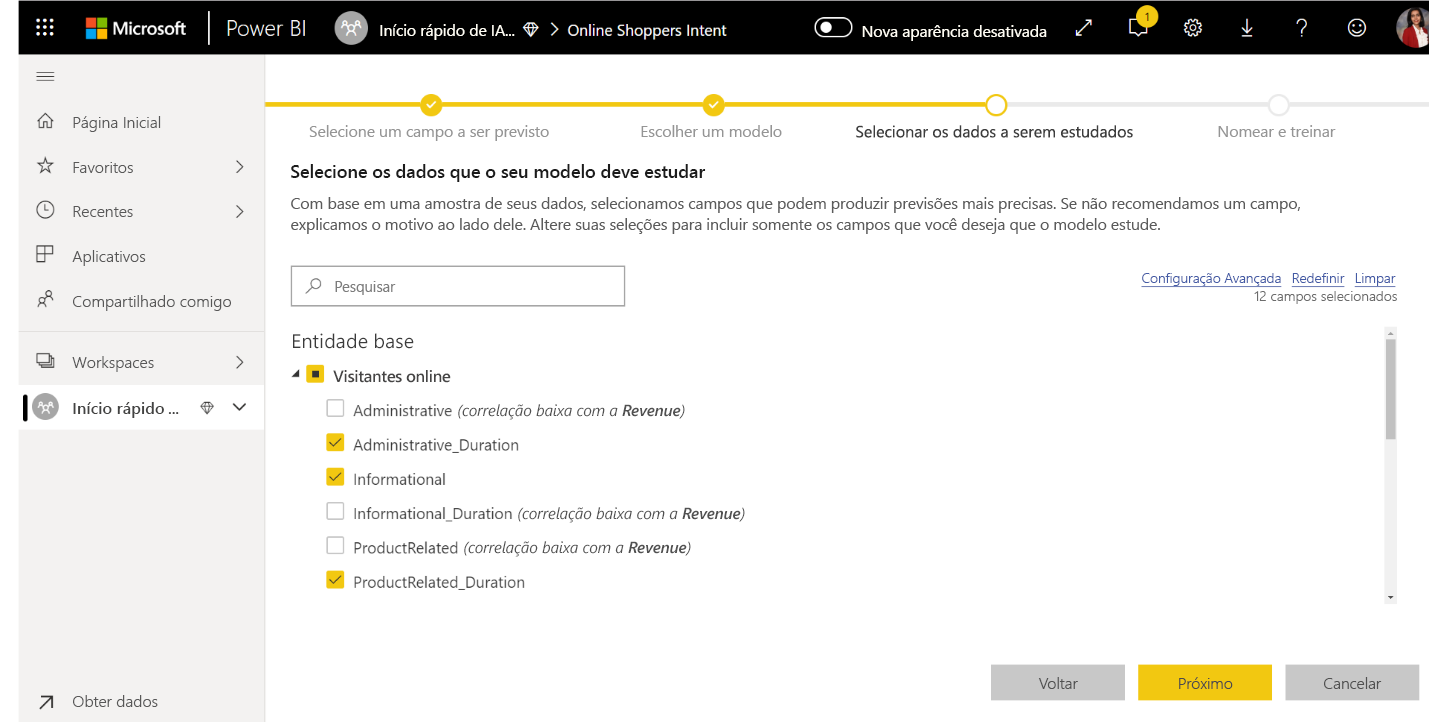 Microsoft Power BI Início rápido de IA... Online Shoppers Intent Nova aparência desativada 1 ?
Página Inicial
Favoritos
Recentes
Aplicativos
Compartilhado comigo
Workspaces
Início rápido ...
Obter dados
Selecione um campo a ser previsto Escolher um modelo Selecionar os dados a serem estudados Nomear e treinar
Selecione os dados que o seu modelo deve estudar
Com base em uma amostra de seus dados, selecionamos campos que podem produzir previsões mais precisas. Se não recomendamos um campo,
explicamos o motivo ao lado dele. Altere suas seleções para incluir somente os campos que você deseja que o modelo estude.
Pesquisar
Configuração Avançada Redefinir Limpar
12 campos selecionados
Entidade base
Visitantes online
Administrative (correlação baixa com a Revenue)
Administrative_Duration
Informational
Informational_Duration (correlação baixa com a Revenue)
ProductRelated (correlação baixa com a Revenue)
ProductRelated_Duration
Voltar Próximo Cancelar